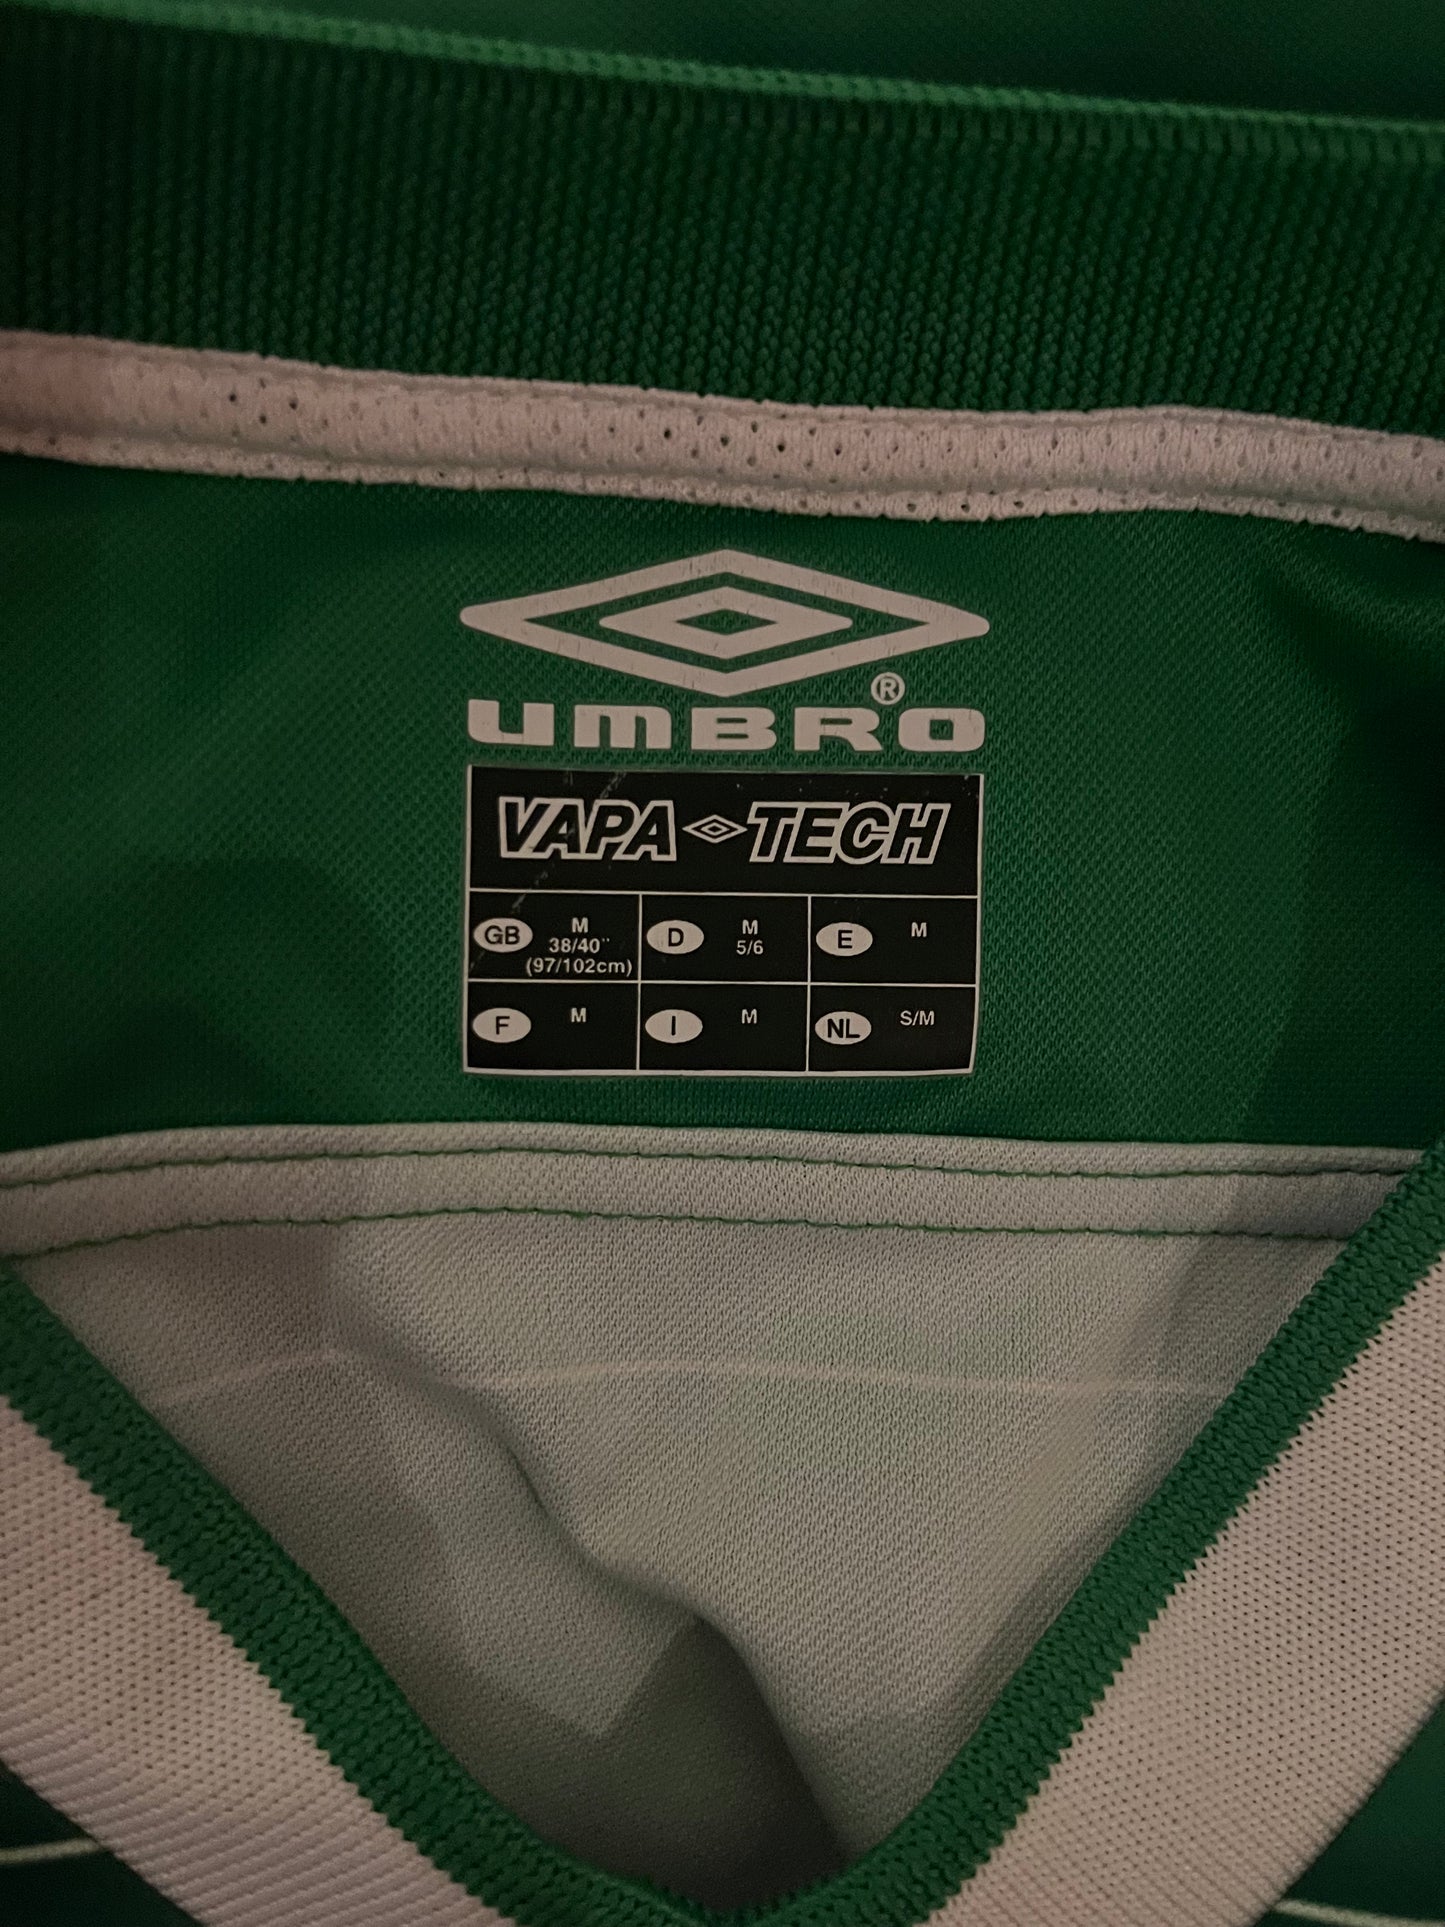 UMBRO®
VAPA TECH
GB M 38/40" (97/102cm)
D M 5/6
E M
F M
I M
NL S/M